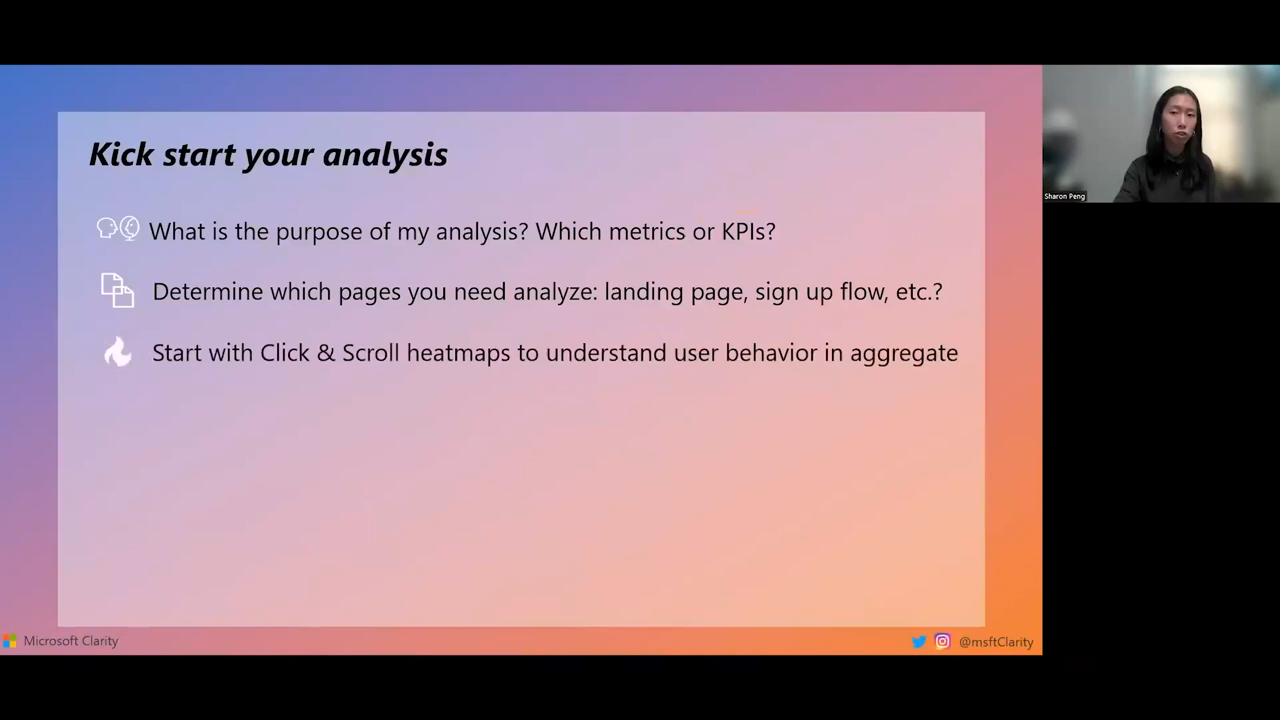 Kick start your analysis
What is the purpose of my analysis? Which metrics or KPIs?
Determine which pages you need analyze: landing page, sign up flow, etc.?
Start with Click & Scroll heatmaps to understand user behavior in aggregate
Microsoft Clarity
@msftClarity
Sharon Peng